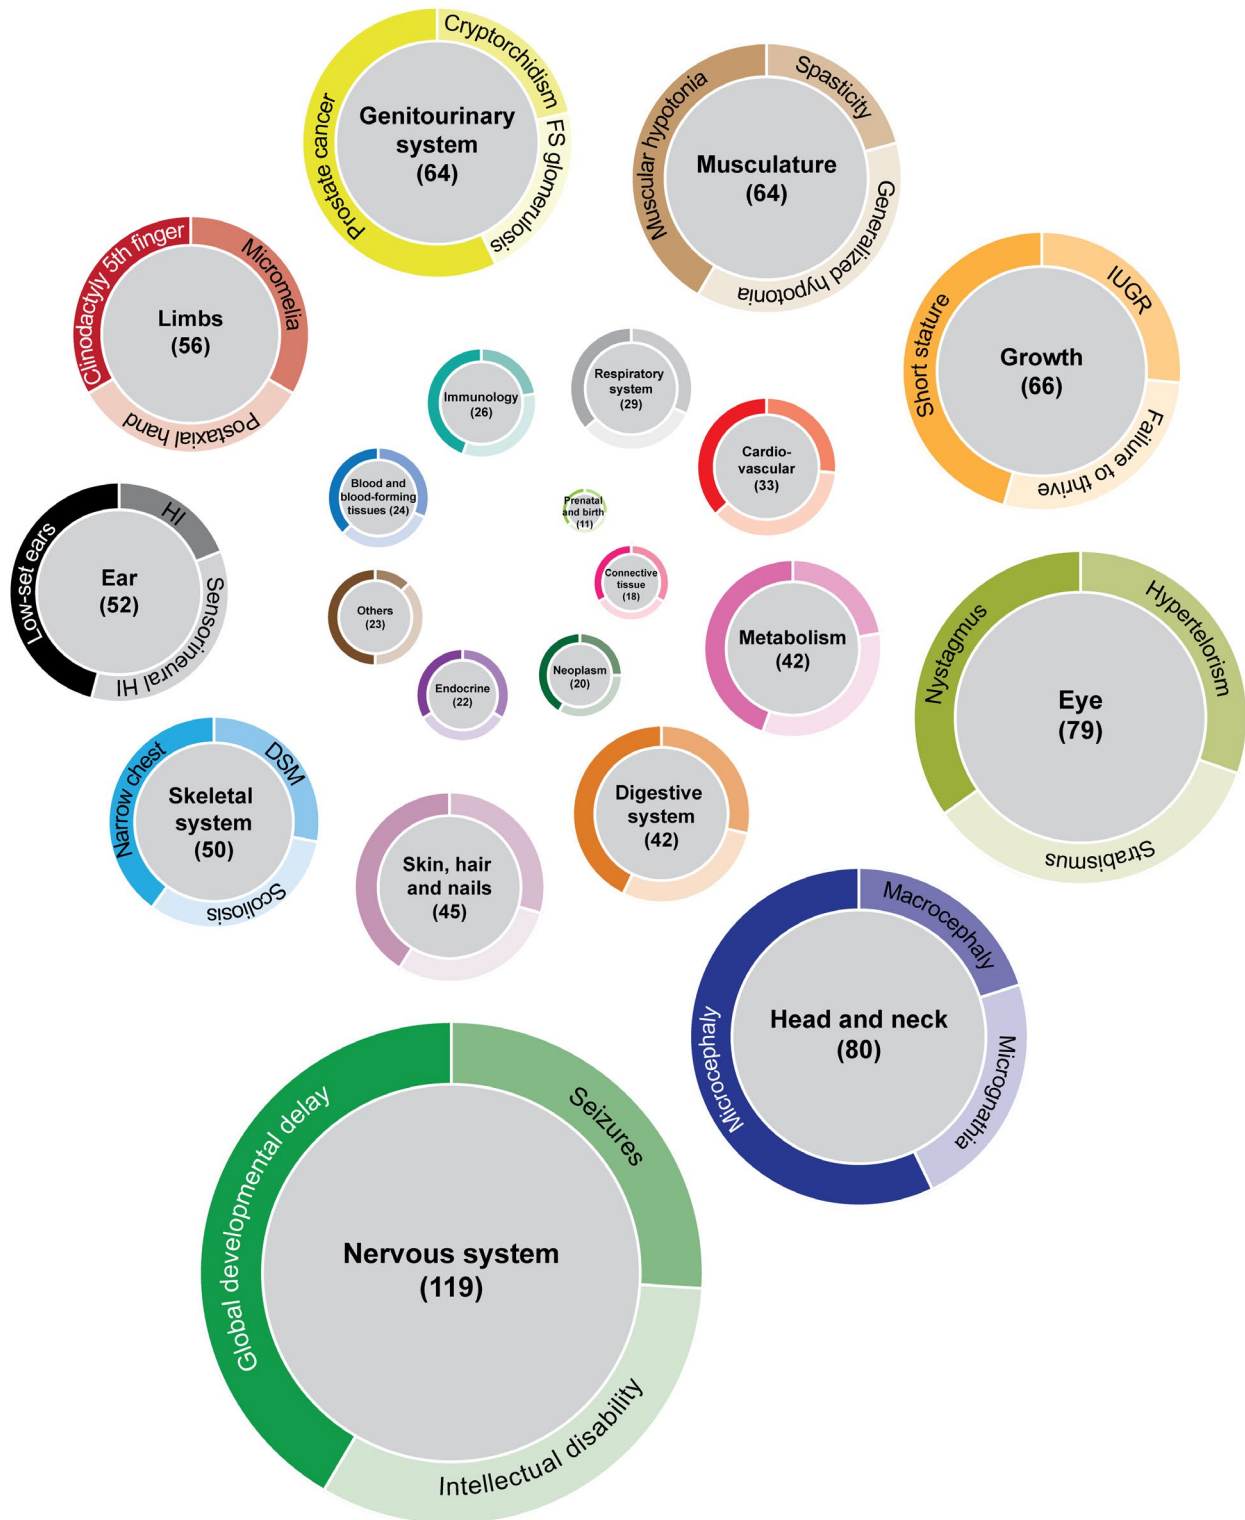 Cryptorchidism
Prostate cancer
FS glomerulosis
Genitourinary
system
(64)
Muscular hypotonia
Spasticity
Generalized hypotonia
Musculature
(64)
Clinodactyly 5th finger
Micromelia
Postaxial hand
Limbs
(56)
Short stature
IUGR
Failure to thrive
Growth
(66)
Immunology
(26)
Respiratory
system
(29)
Cardio-
vascular
(33)
Blood and
blood-forming
tissues (24)
Prenatal
and birth
(11)
Low-set ears
HI
Sensorineural HI
Ear
(52)
Connective
tissue
(18)
Others
(23)
Metabolism
(42)
Nystagmus
Hypertelorism
Strabismus
Eye
(79)
Endocrine
(22)
Neoplasm
(20)
Narrow chest
DSM
Scoliosis
Skeletal
system
(50)
Digestive
system
(42)
Skin, hair
and nails
(45)
Microcephaly
Macrocephaly
Micrognathia
Head and neck
(80)
Global developmental delay
Seizures
Intellectual disability
Nervous system
(119)